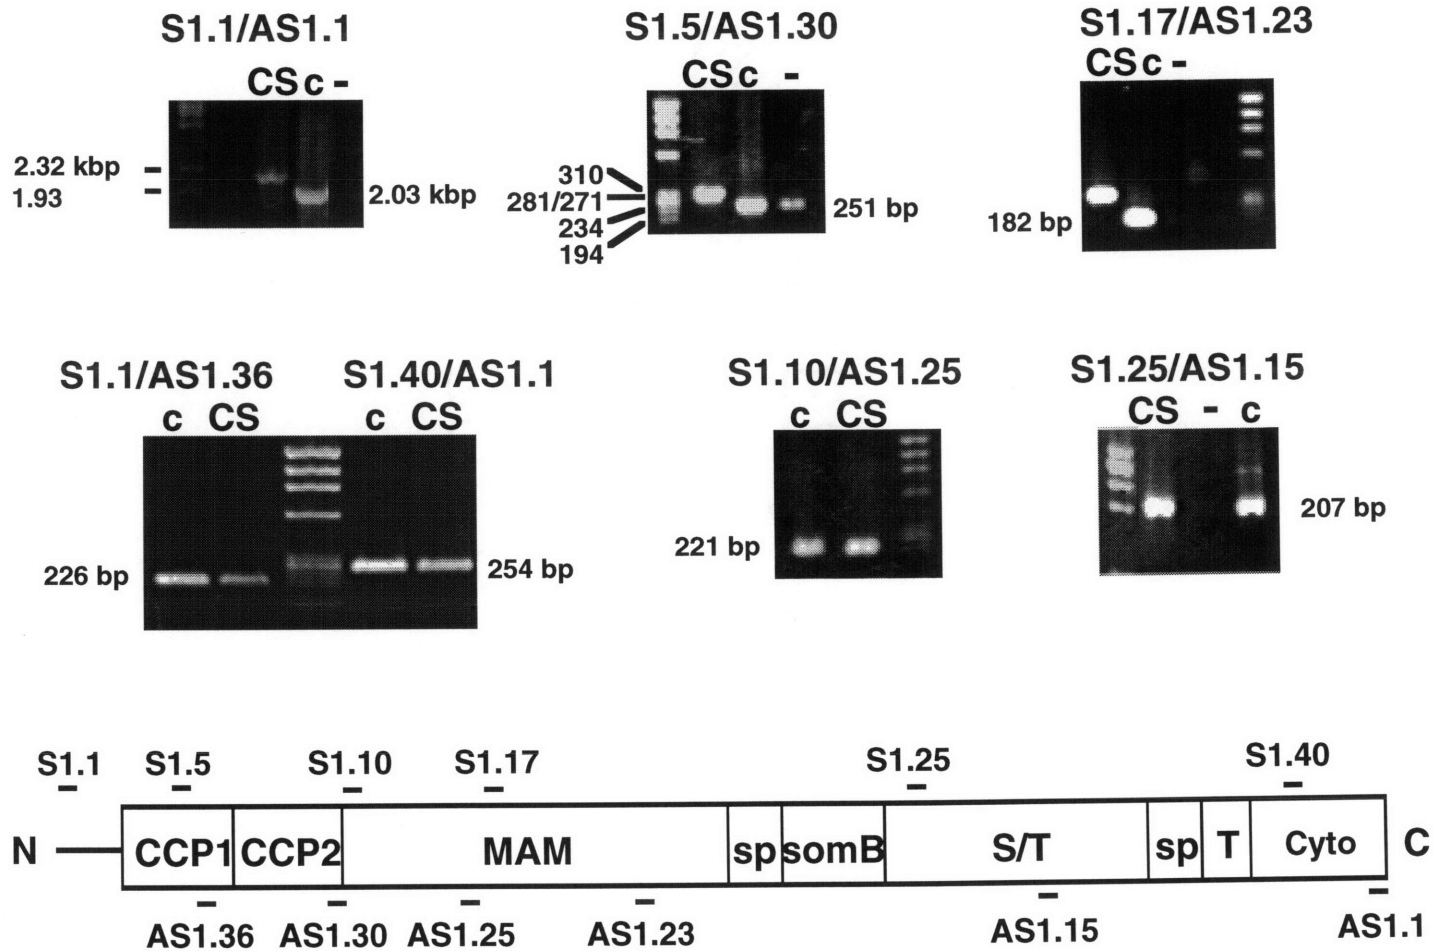 S1.1/AS1.1
CS c -
2.32 kbp
1.93
2.03 kbp
S1.5/AS1.30
CS c -
310
281/271
234
194
251 bp
S1.17/AS1.23
CS c -
182 bp
S1.1/AS1.36
c CS
226 bp
S1.40/AS1.1
c CS
254 bp
S1.10/AS1.25
c CS
221 bp
S1.25/AS1.15
CS - c
207 bp
S1.1 S1.5 S1.10 S1.17 S1.25 S1.40
N CCP1 CCP2 MAM sp somB S/T sp T Cyto C
AS1.36 AS1.30 AS1.25 AS1.23 AS1.15 AS1.1